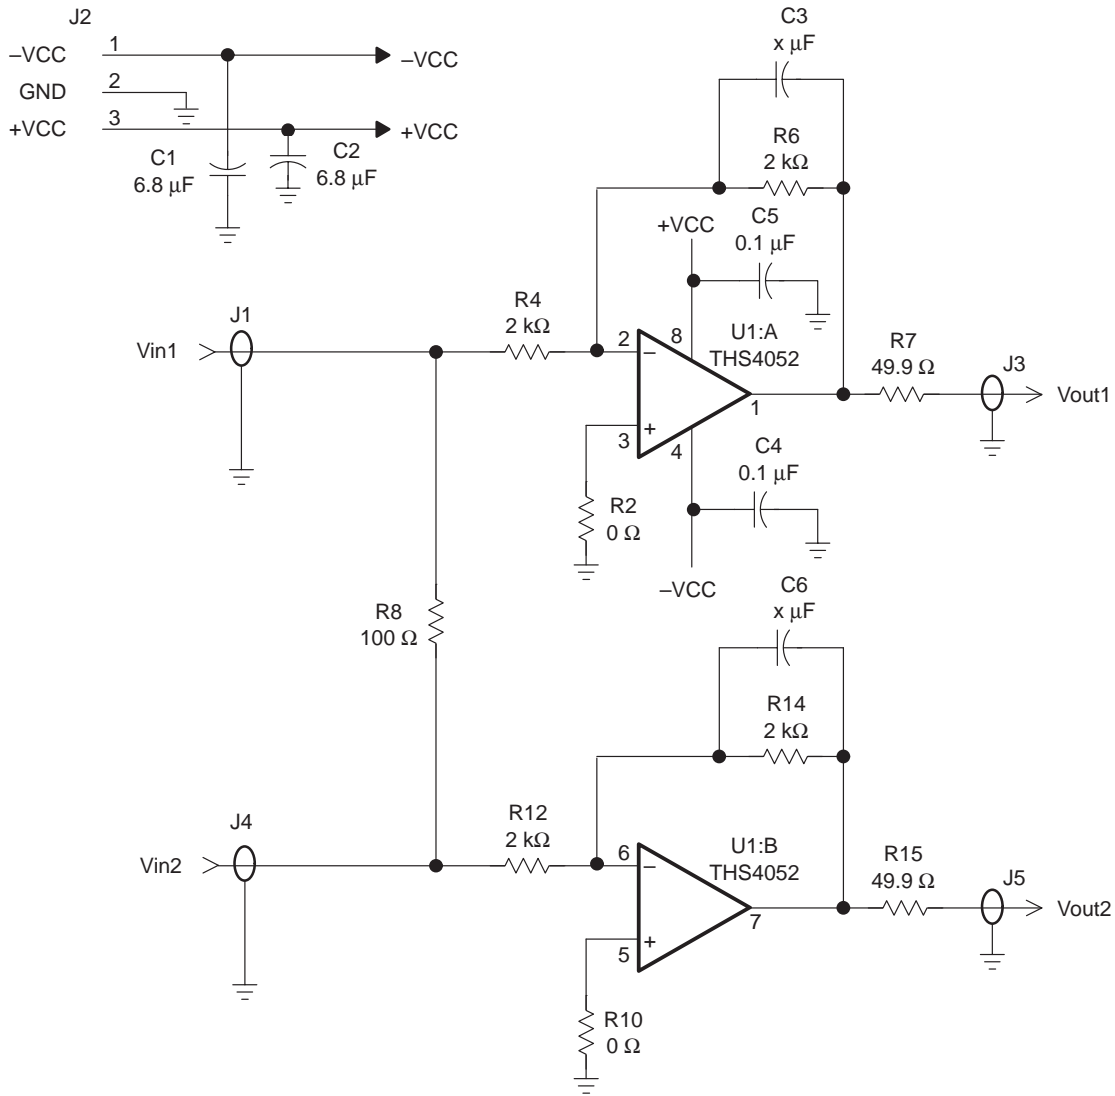 J2
–VCC
1
–VCC
GND
2
+VCC
3
+VCC
C1
6.8 μF
C2
6.8 μF
C3
x μF
R6
2 kΩ
C5
0.1 μF
+VCC
Vin1
J1
R4
2 kΩ
2
–
8
U1:A
THS4052
3
+
4
1
R7
49.9 Ω
J3
Vout1
C4
0.1 μF
R2
0 Ω
–VCC
R8
100 Ω
C6
x μF
R14
2 kΩ
Vin2
J4
R12
2 kΩ
6
–
U1:B
THS4052
5
+
7
R15
49.9 Ω
J5
Vout2
R10
0 Ω